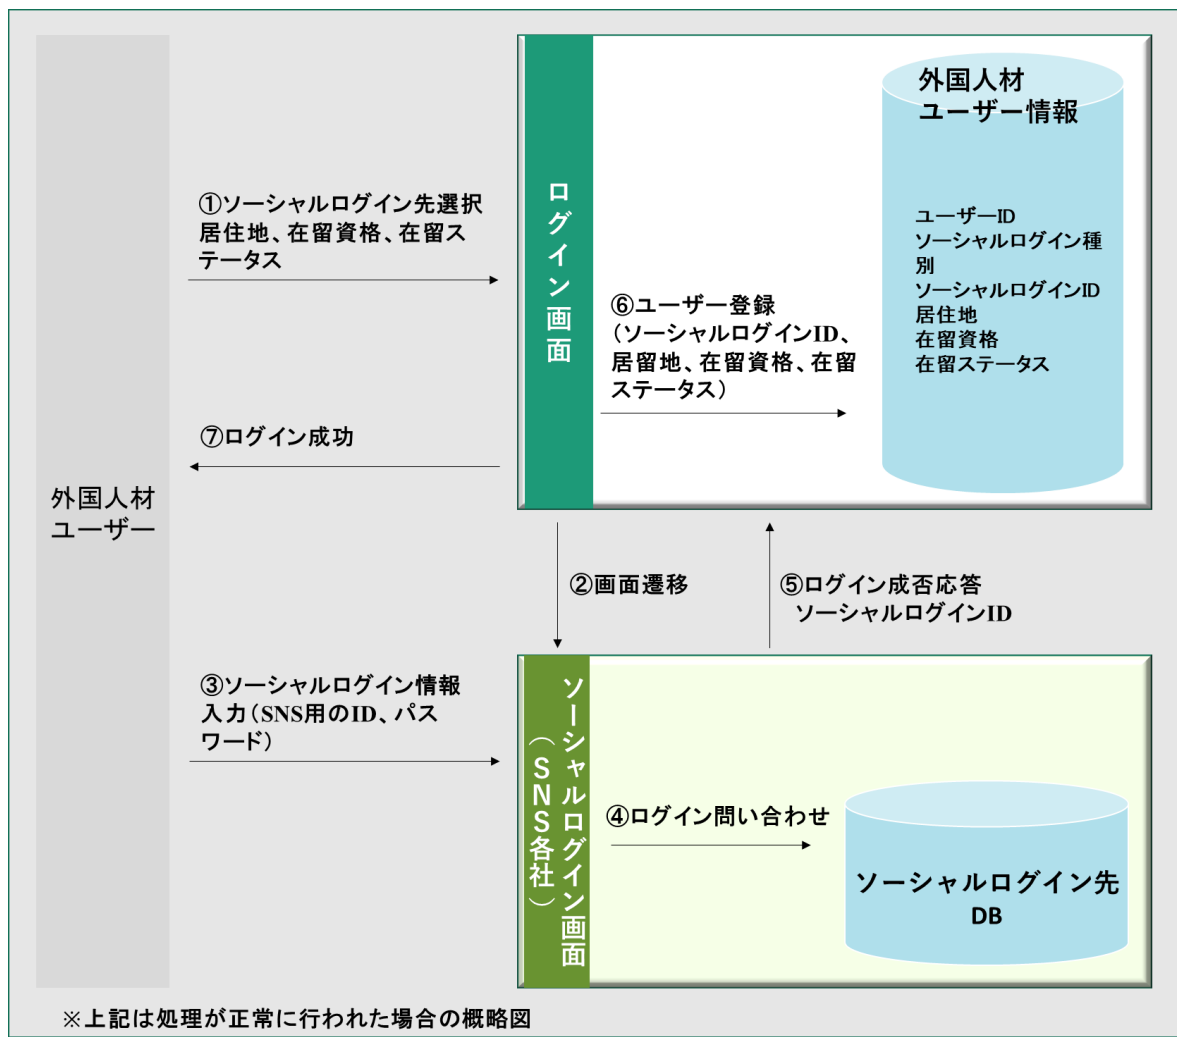 外国人材
ユーザー
①ソーシャルログイン先選択
居住地、在留資格、在留ス
テータス
ログイン画面
⑥ユーザー登録
（ソーシャルログインID、
居留地、在留資格、在留
ステータス）
外国人材
ユーザー情報
ユーザーID
ソーシャルログイン種
別
ソーシャルログインID
居住地
在留資格
在留ステータス
⑦ログイン成功
②画面遷移
⑤ログイン成否応答
ソーシャルログインID
③ソーシャルログイン情報
入力（SNS用のID、パス
ワード）
ソーシャルログイン画面
（SNS各社）
④ログイン問い合わせ
ソーシャルログイン先
DB
※上記は処理が正常に行われた場合の概略図